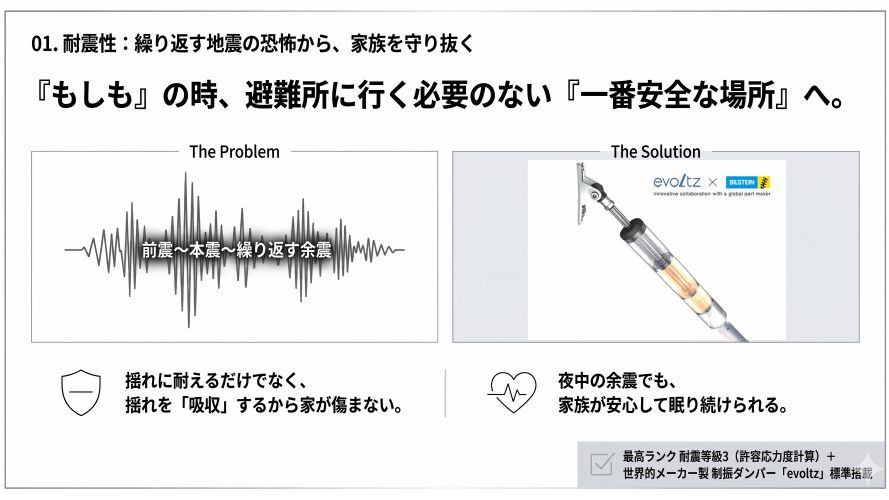 01. 耐震性：繰り返す地震の恐怖から、家族を守り抜く
『もしも』の時、避難所に行く必要のない『一番安全な場所』へ。
The Problem
前震～本震～繰り返す余震
The Solution
evoltz × BILSTEIN
innovative collaboration with a global part maker
揺れに耐えるだけでなく、
揺れを「吸収」するから家が傷まない。
夜中の余震でも、
家族が安心して眠り続けられる。
最高ランク 耐震等級3（許容応力度計算）＋
世界的メーカー製 制振ダンパー「evoltz」標準搭載